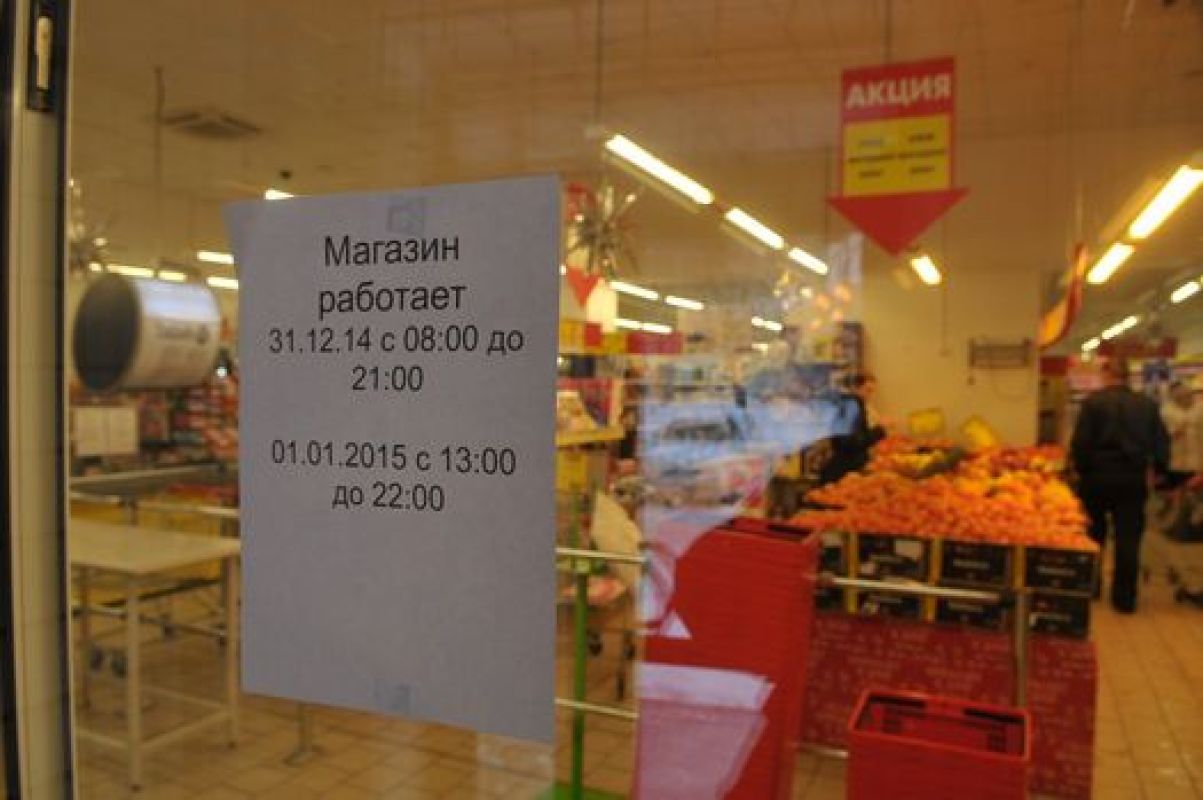 Магазин
работает
31.12.14 с 08:00 до
21:00
01.01.2015 с 13:00
до 22:00
АКЦИЯ